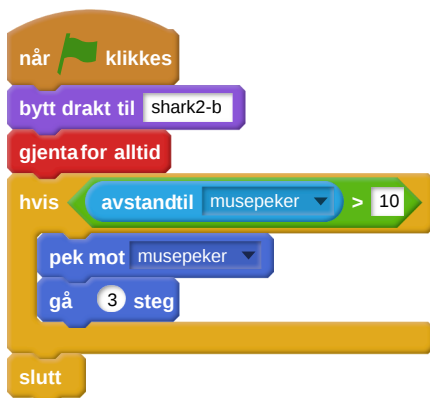 når klikkes
bytt drakt til shark2-b
gjenta for alltid
hvis avstandtil musepeker > 10
pek mot musepeker
gå 3 steg
slutt